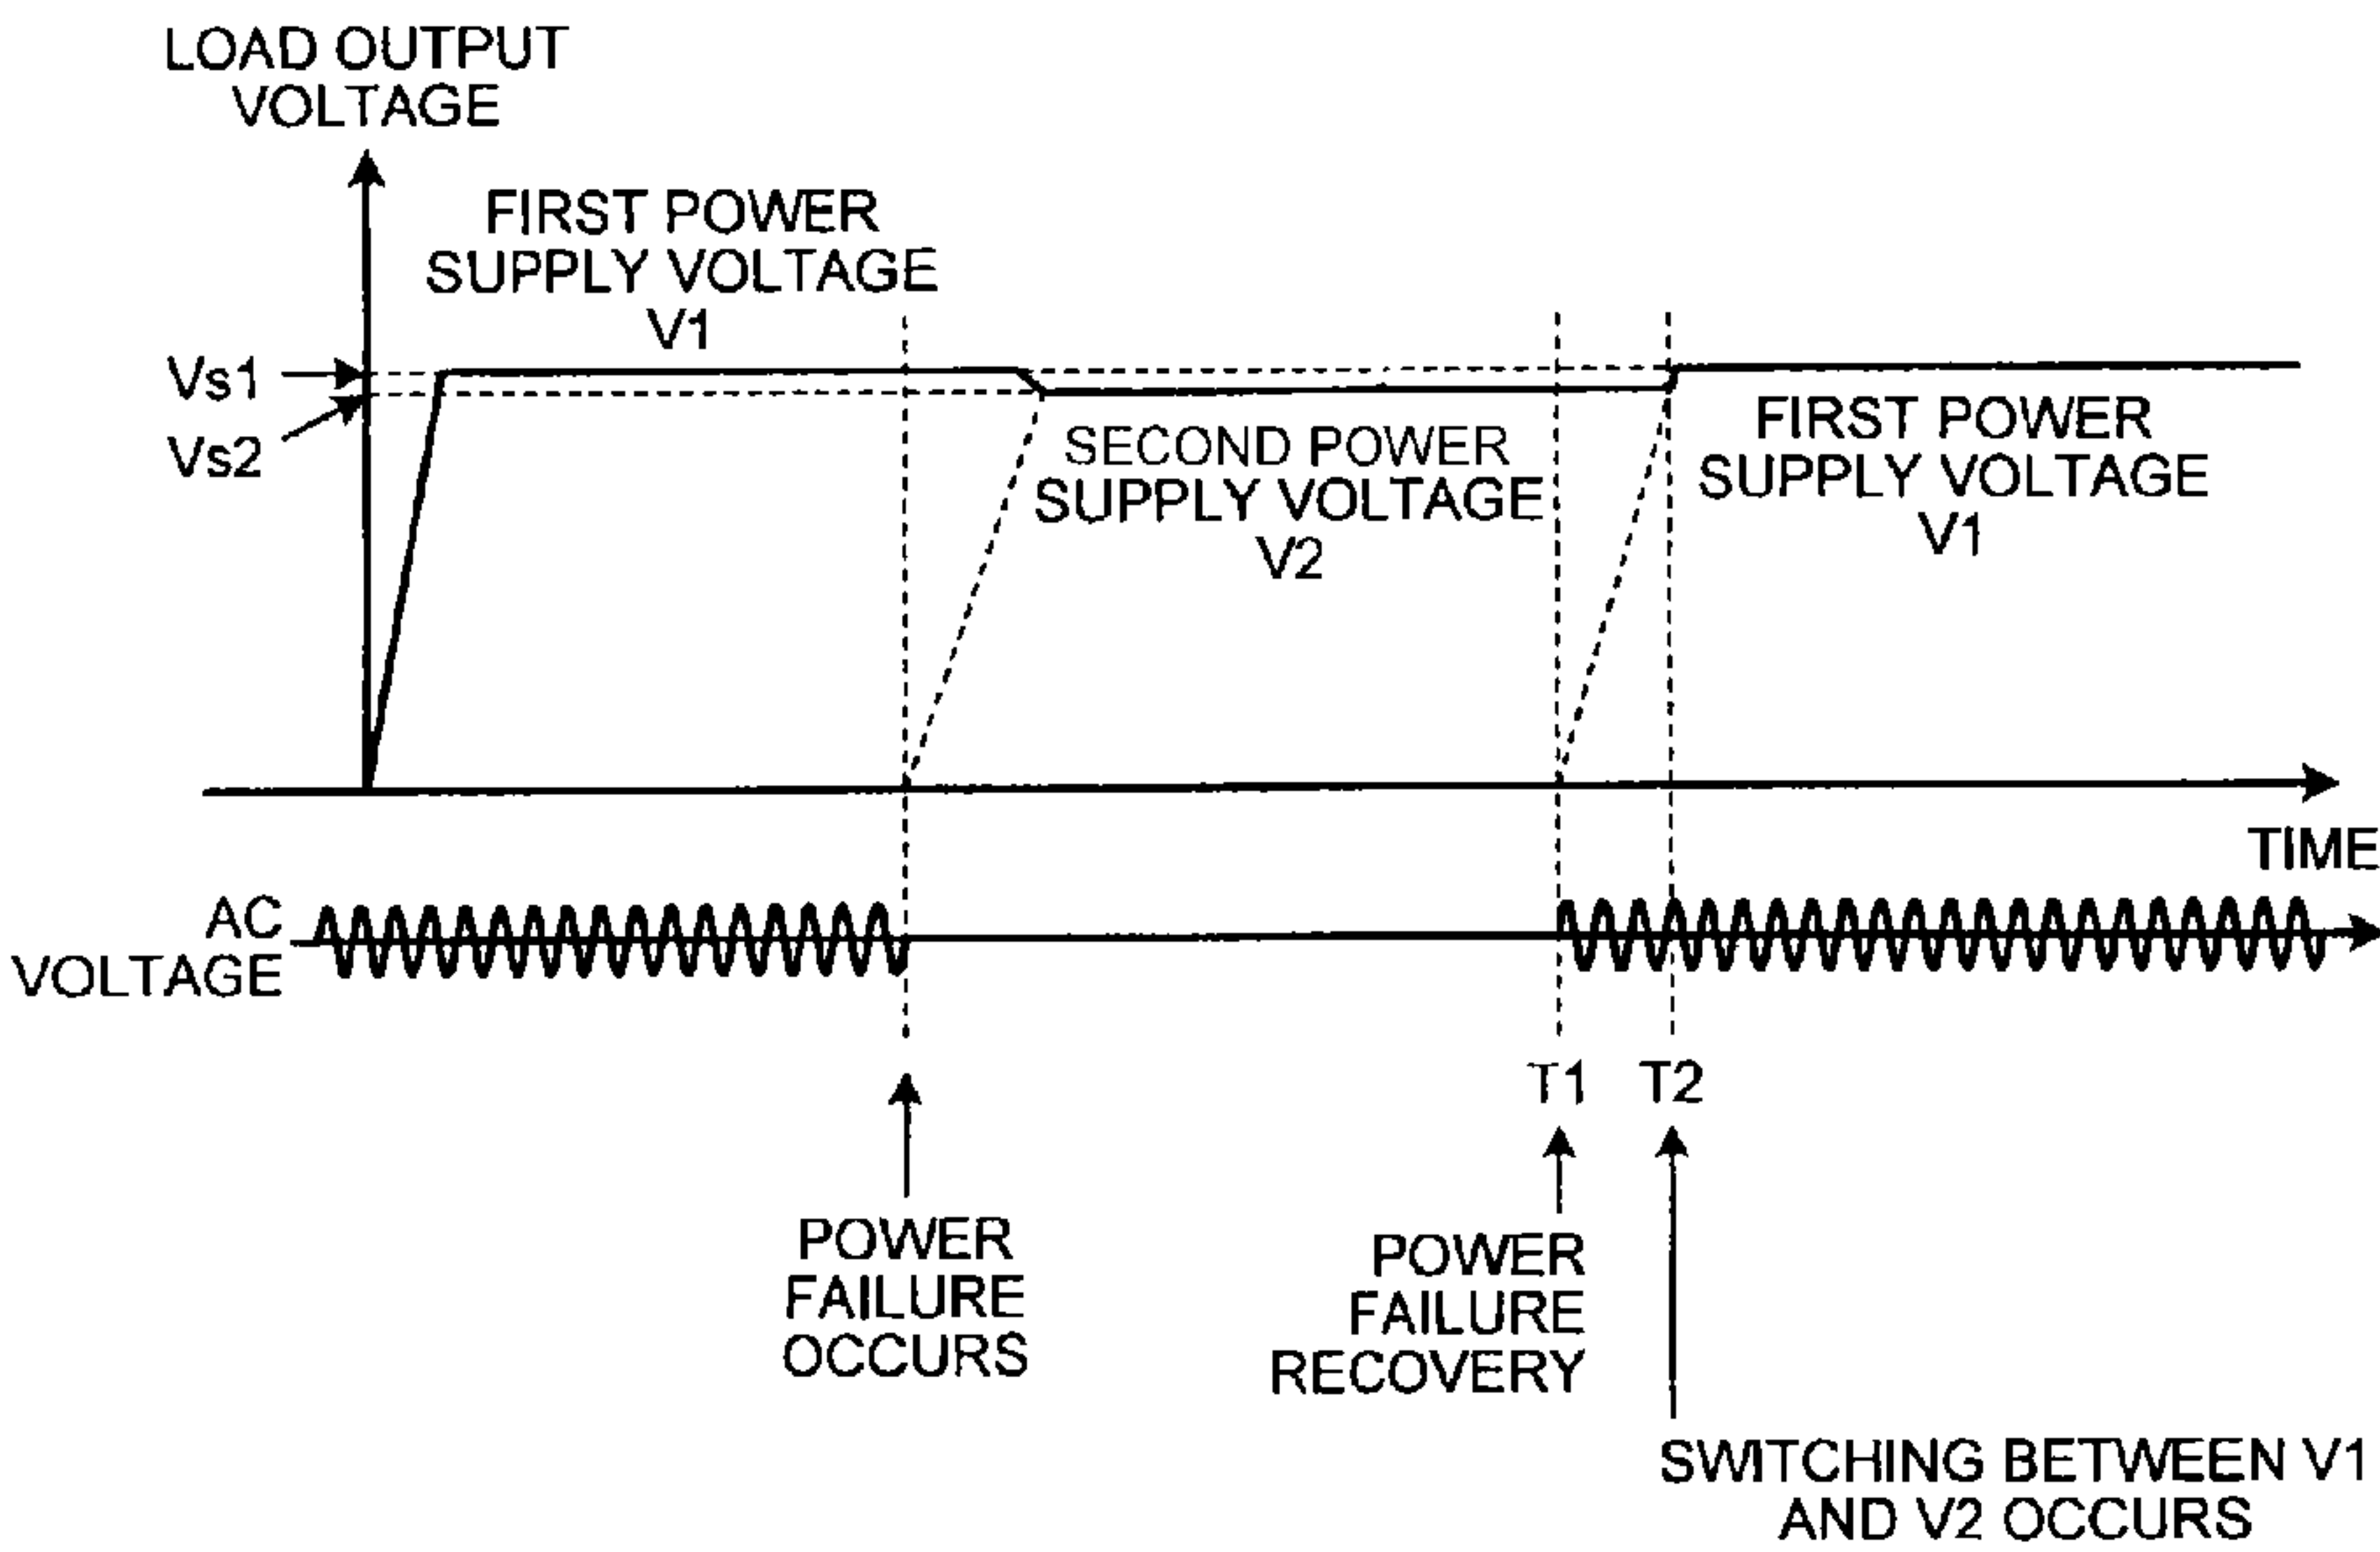 LOAD OUTPUT
VOLTAGE
FIRST POWER
SUPPLY VOLTAGE
V1
Vs1
Vs2
SECOND POWER
SUPPLY VOLTAGE
V2
FIRST POWER
SUPPLY VOLTAGE
V1
TIME
AC
VOLTAGE
T1
T2
POWER
FAILURE
OCCURS
POWER
FAILURE
RECOVERY
SWITCHING BETWEEN V1
AND V2 OCCURS